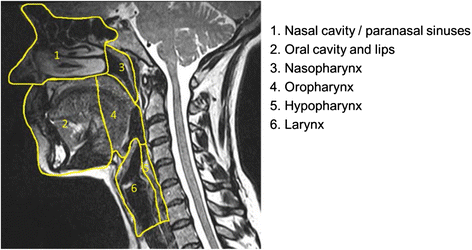 1. Nasal cavity / paranasal sinuses
2. Oral cavity and lips
3. Nasopharynx
4. Oropharynx
5. Hypopharynx
6. Larynx
1
3
4
2
5
6